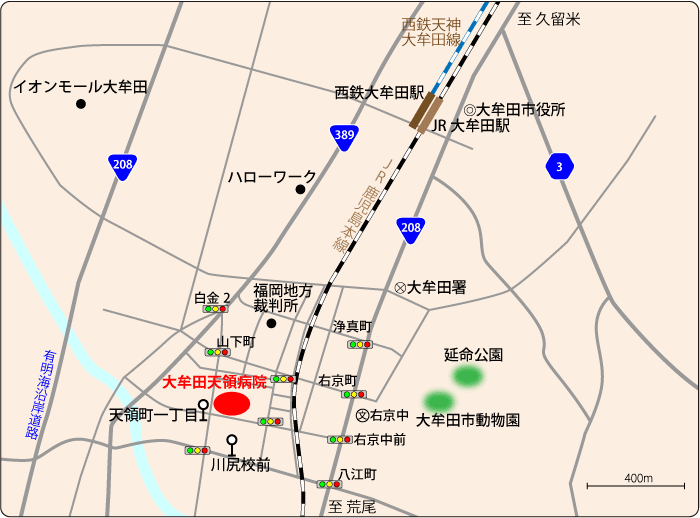 西鉄天神
大牟田線
至 久留米
イオンモール大牟田
西鉄大牟田駅
◎大牟田市役所
JR 大牟田駅
389
208
3
ハローワーク
JR 鹿児島本線
208
大牟田署
白金 2
福岡地方
裁判所
浄真町
山下町
有明海沿岸道路
延命公園
大牟田天領病院
右京町
天領町一丁目
文右京中
大牟田市動物園
右京中前
川尻校前
八江町
400m
至 荒尾